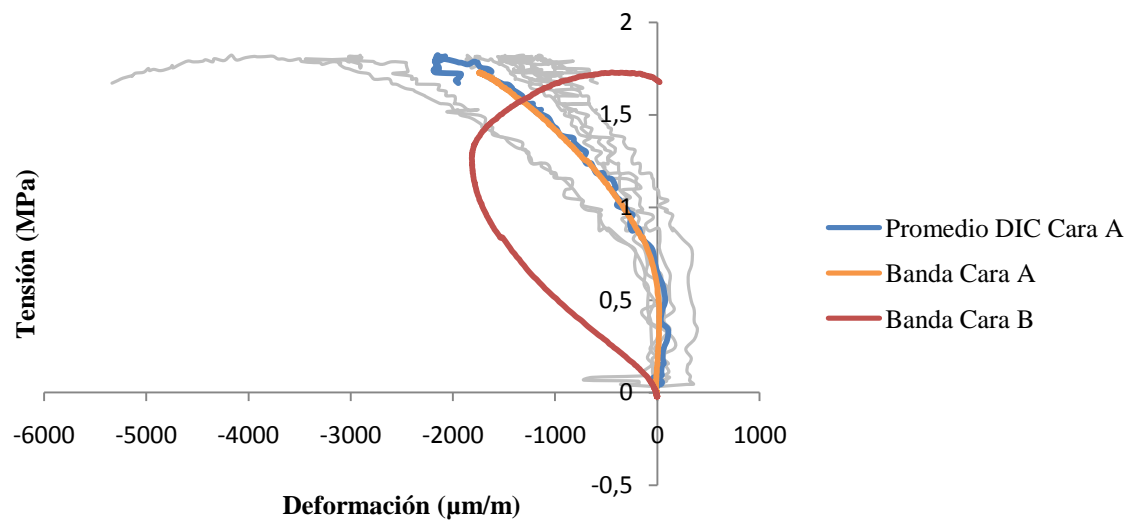 2
1,5
1
0,5
0
-0,5
-6000 -5000 -4000 -3000 -2000 -1000 0 1000
Tensión (MPa)
Deformación (µm/m)
Promedio DIC Cara A
Banda Cara A
Banda Cara B